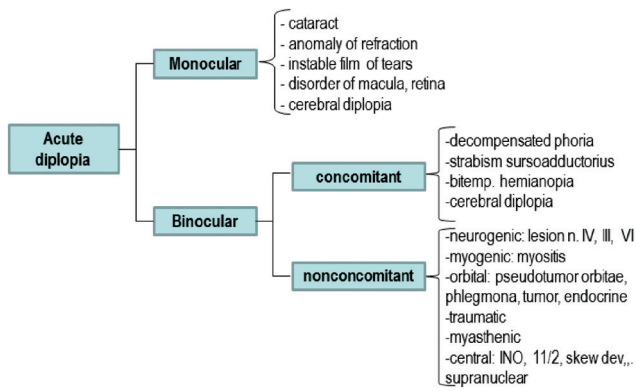 Acute
diplopia
Monocular
- cataract
- anomaly of refraction
- instable film of tears
- disorder of macula, retina
- cerebral diplopia
Binocular
concomitant
-decompensated phoria
-strabism sursoadductorius
-bitemp. hemianopia
-cerebral diplopia
nonconcomitant
-neurogenic: lesion n. IV, III, VI
-myogenic: myositis
-orbital: pseudotumor orbitae,
phlegmona, tumor, endocrine
-traumatic
-myasthenic
-central: INO, 11/2, skew dev,,.
supranuclear